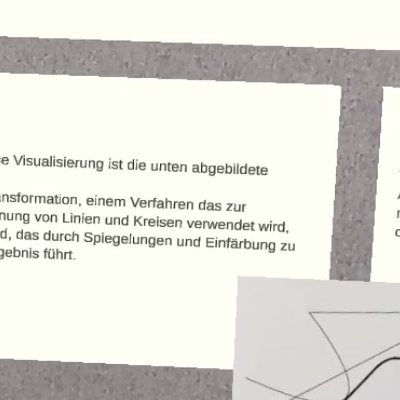 e Visualisierung ist die unten abgebildete
nsformation, einem Verfahren das zur
nung von Linien und Kreisen verwendet wird,
d, das durch Spiegelungen und Einfärbung zu
gebnis führt.